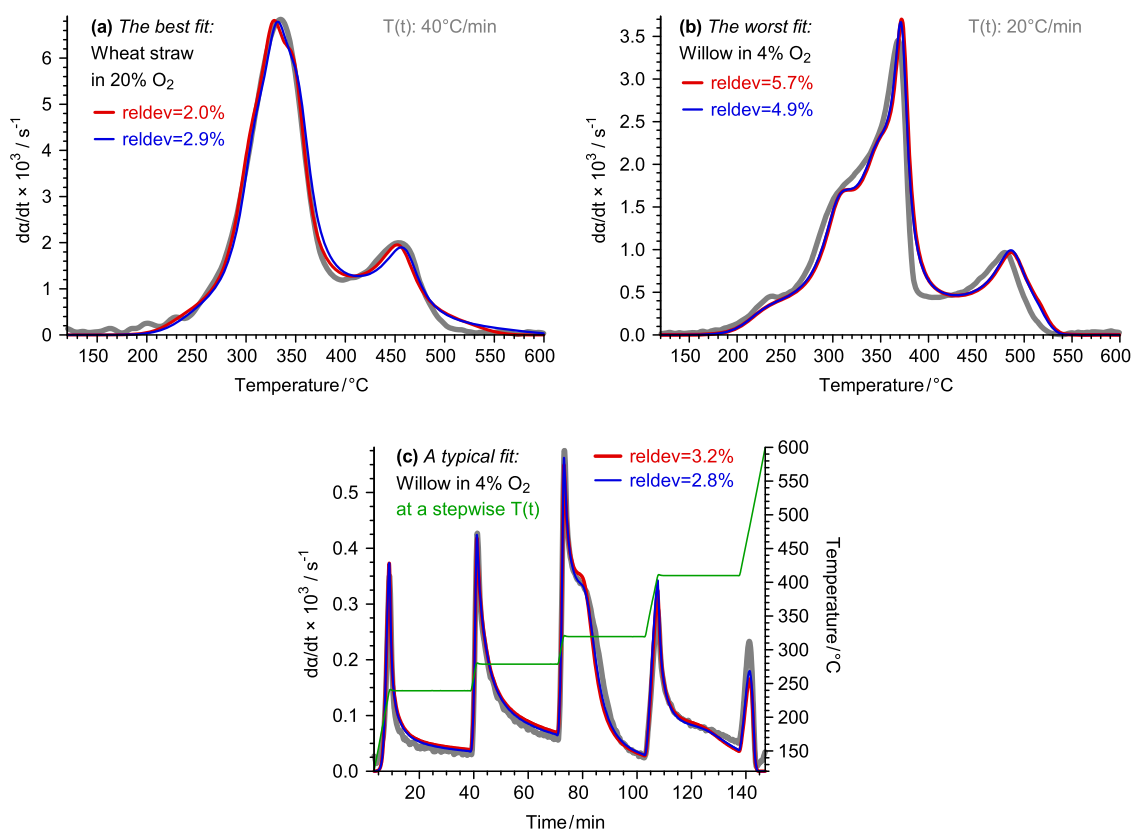 (a) The best fit:
T(t): 40°C/min
Wheat straw
in 20% O₂
reldev=2.0%
reldev=2.9%
dα/dt × 10³ / s⁻¹
6
5
4
3
2
1
0
150 200 250 300 350 400 450 500 550 600
Temperature / °C
(b) The worst fit:
T(t): 20°C/min
Willow in 4% O₂
reldev=5.7%
reldev=4.9%
dα/dt × 10³ / s⁻¹
3.5
3.0
2.5
2.0
1.5
1.0
0.5
0.0
150 200 250 300 350 400 450 500 550 600
Temperature / °C
(c) A typical fit:
Willow in 4% O₂
at a stepwise T(t)
reldev=3.2%
reldev=2.8%
dα/dt × 10³ / s⁻¹
0.5
0.4
0.3
0.2
0.1
0.0
20 40 60 80 100 120 140
Time / min
600
550
500
450
400
350
300
250
200
150
Temperature / °C